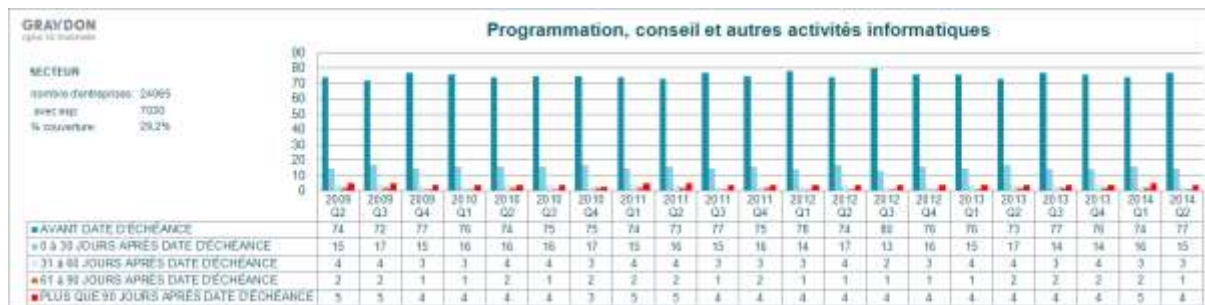 GRAYDON
Programmation, conseil et autres activités informatiques
SECTEUR
nombre d'entreprises: 24065
avec exp: 7030
% couverture: 29,2%
90
80
70
60
50
40
30
20
10
0
2009 Q2 2009 Q3 2009 Q4 2010 Q1 2010 Q2 2010 Q3 2010 Q4 2011 Q1 2011 Q2 2011 Q3 2011 Q4 2012 Q1 2012 Q2 2012 Q3 2012 Q4 2013 Q1 2013 Q2 2013 Q3 2013 Q4 2014 Q1 2014 Q2
AVANT DATE D'ÉCHÉANCE 74 72 77 76 74 75 75 74 73 77 75 78 74 80 76 76 73 77 76 74 77
0 à 30 JOURS APRÈS DATE D'ÉCHÉANCE 15 17 15 16 16 16 17 15 16 15 16 14 17 13 16 15 17 14 14 16 15
31 à 60 JOURS APRÈS DATE D'ÉCHÉANCE 4 4 3 3 4 4 3 4 4 3 3 3 4 2 3 4 4 3 4 3 3
61 à 90 JOURS APRÈS DATE D'ÉCHÉANCE 2 2 1 1 2 1 2 2 2 1 2 1 1 1 1 1 2 2 2 2 1
PLUS QUE 90 JOURS APRÈS DATE D'ÉCHÉANCE 5 5 4 4 4 4 3 5 5 4 4 4 4 4 4 4 4 4 4 5 4